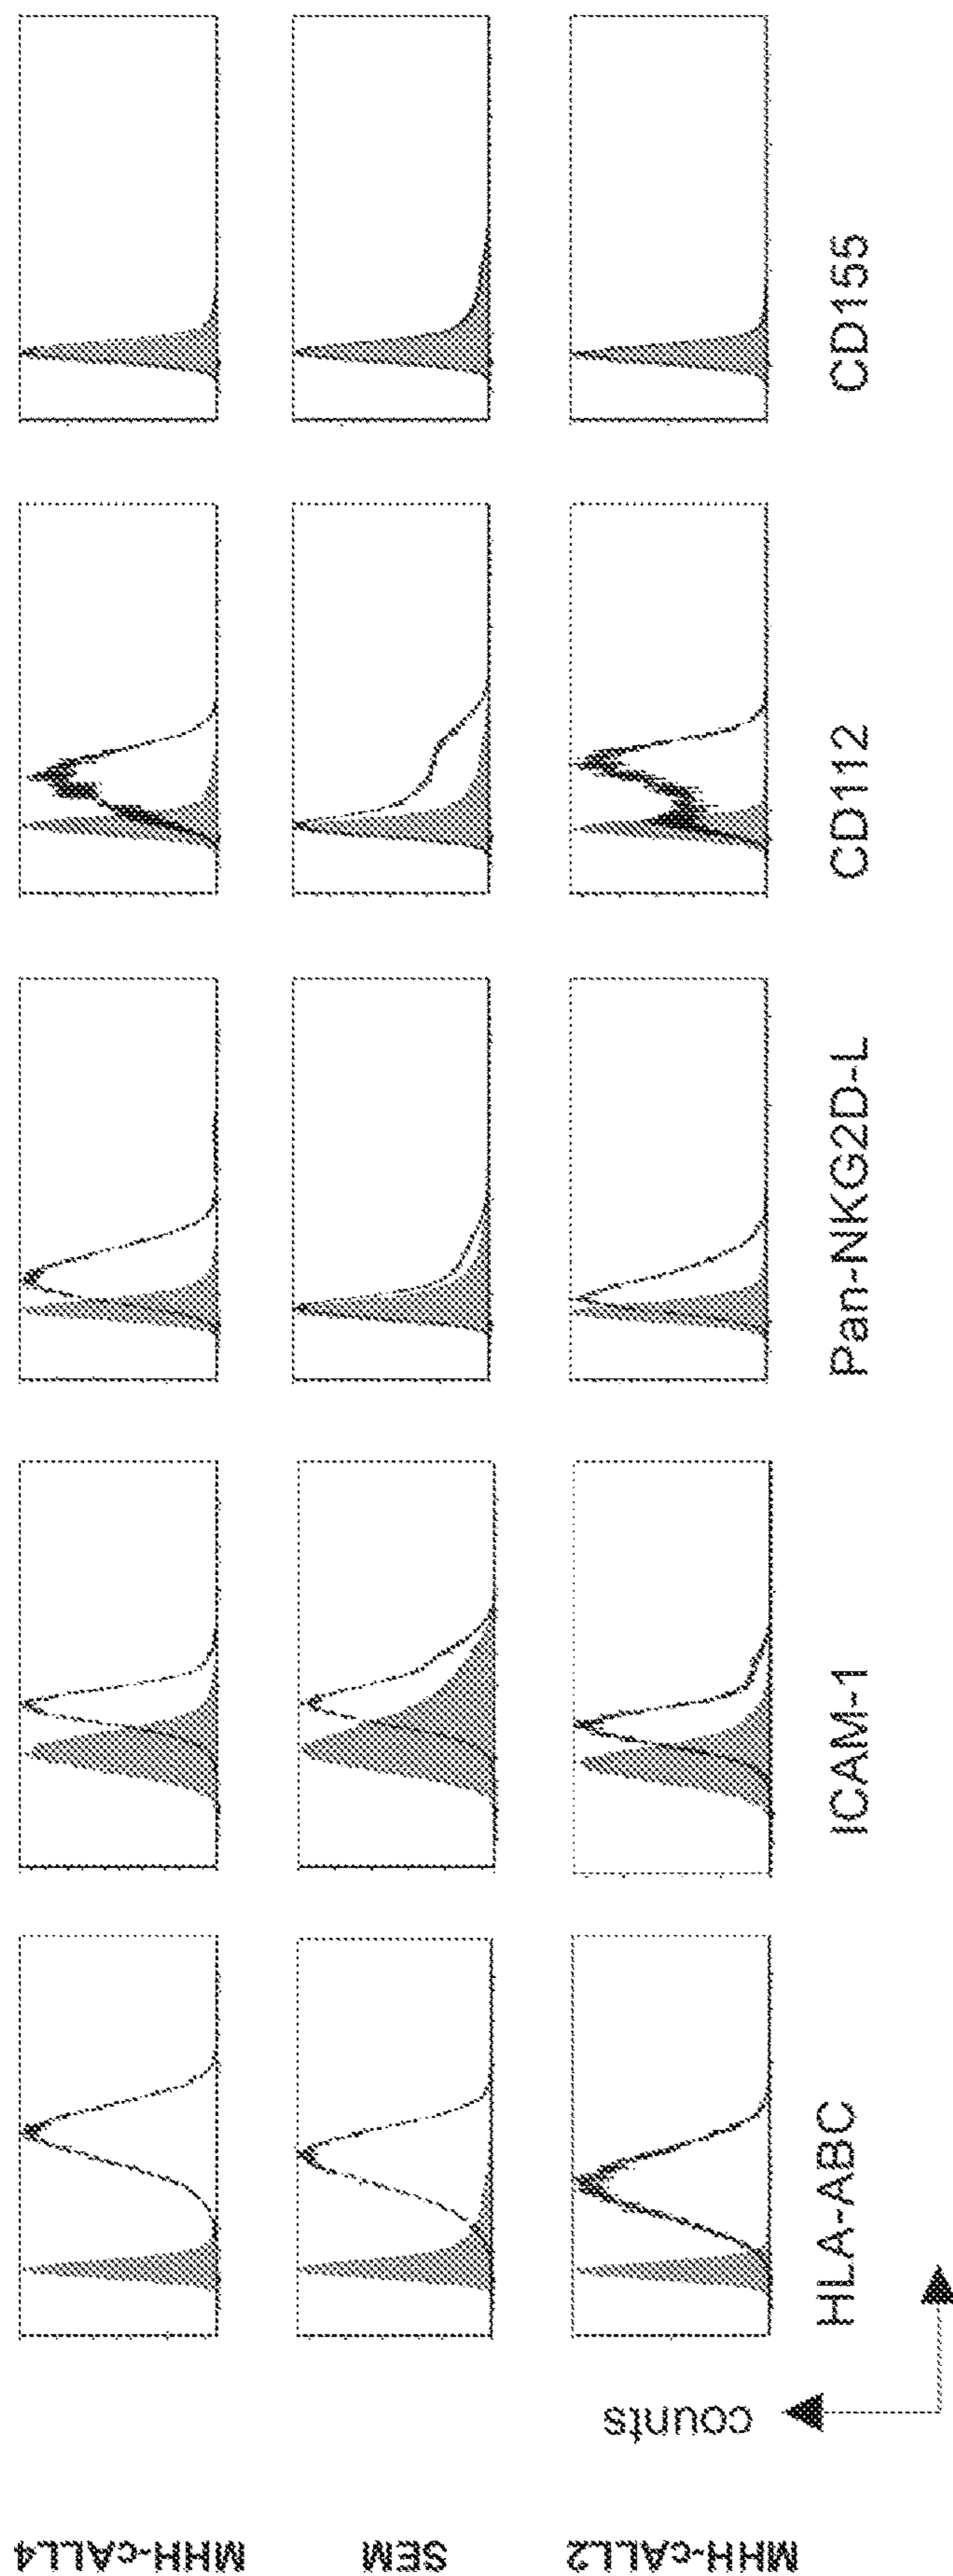 MHH-cALL4
SEM
MHH-cALL2
counts
HLA-ABC
ICAM-1
Pan-NKG2D-L
CD112
CD155